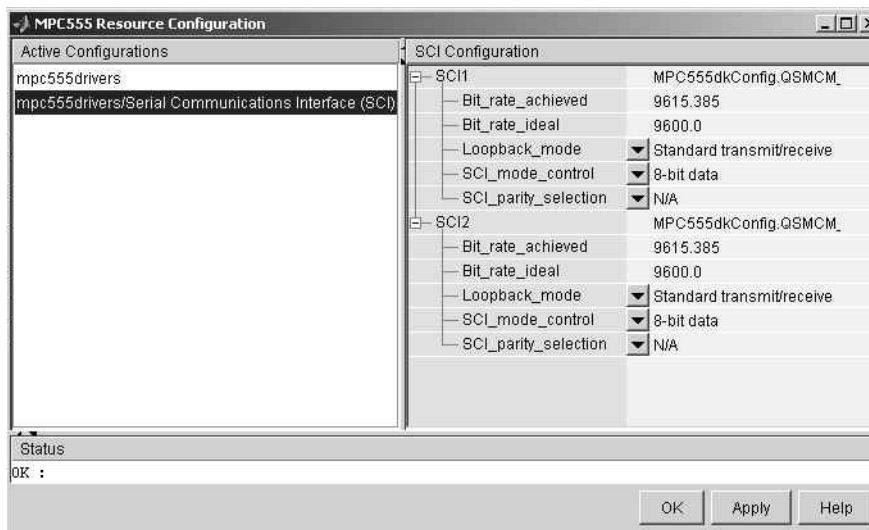 MPC555 Resource Configuration
Active Configurations
mpc555drivers
mpc555drivers/Serial Communications Interface (SCI)
SCI Configuration
SCI1 MPC555dkConfig.QSMCM_
Bit_rate_achieved 9615.385
Bit_rate_ideal 9600.0
Loopback_mode Standard transmit/receive
SCI_mode_control 8-bit data
SCI_parity_selection N/A
SCI2 MPC555dkConfig.QSMCM_
Bit_rate_achieved 9615.385
Bit_rate_ideal 9600.0
Loopback_mode Standard transmit/receive
SCI_mode_control 8-bit data
SCI_parity_selection N/A
Status
OK :
OK Apply Help